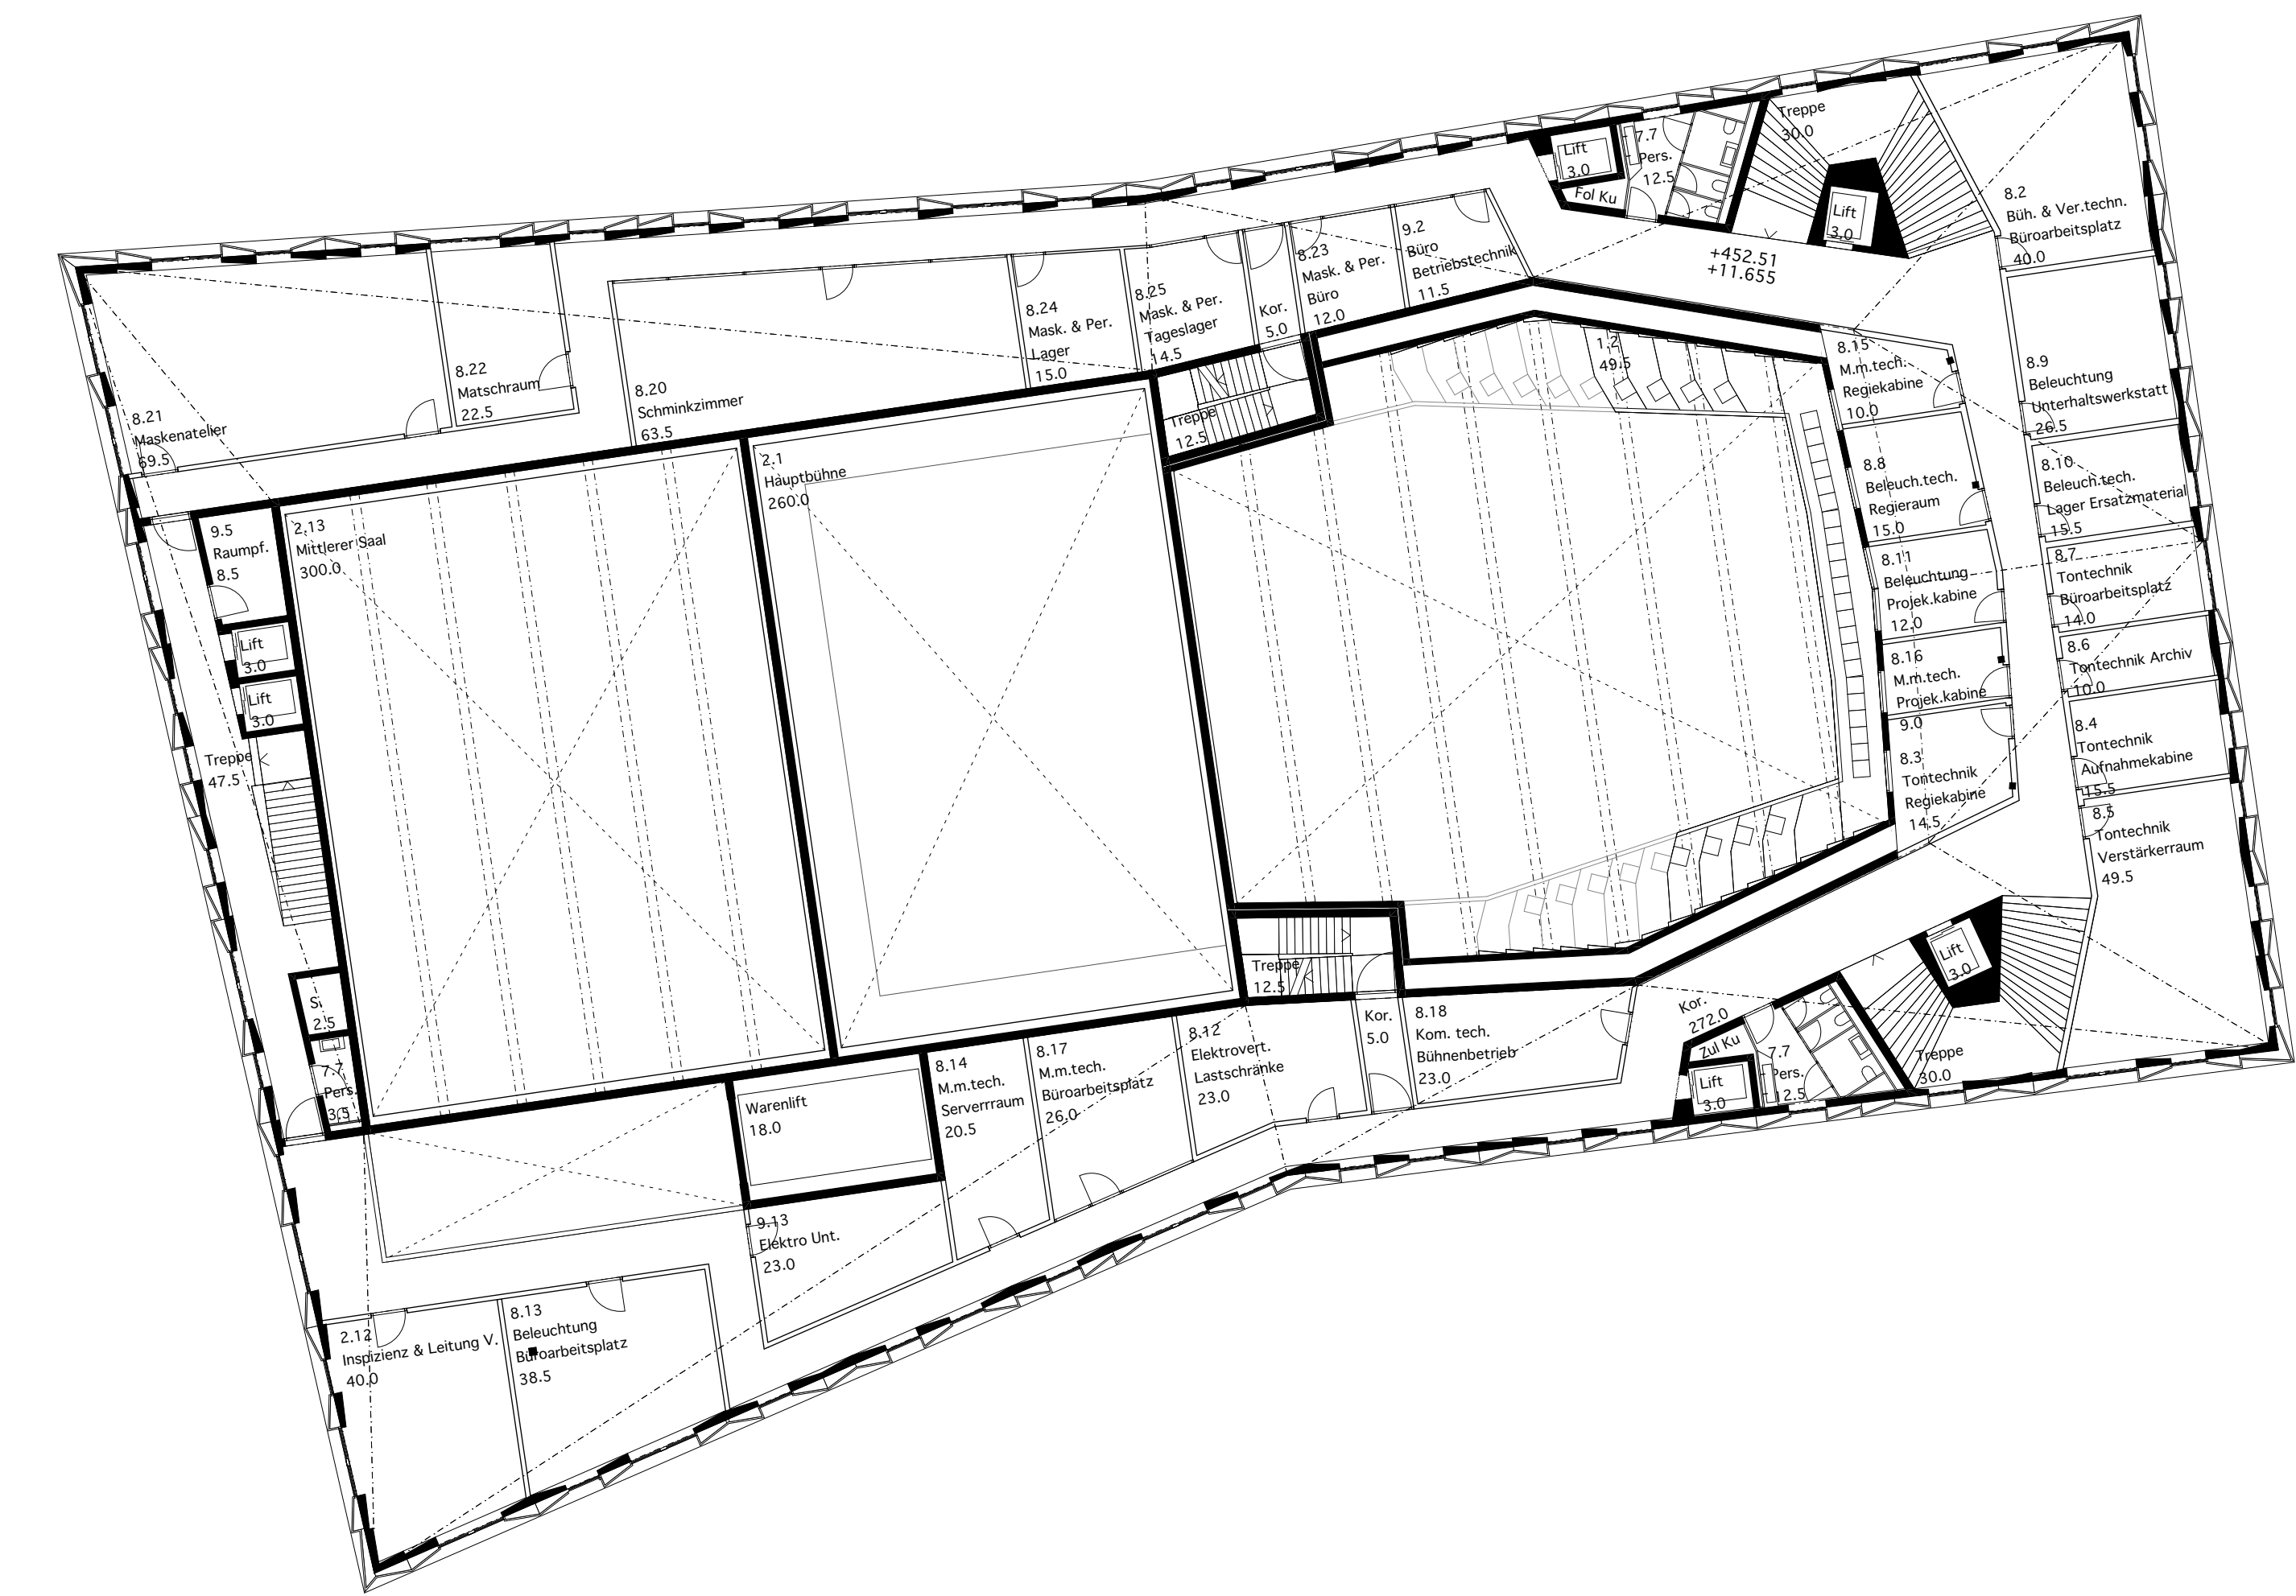 Treppe
30.0
Lift
3.0
7.7
Pers.
12.5
Fol Ku
Lift
3.0
+452.51
+11.655
8.2
Büh. & Ver.techn.
Büroarbeitsplatz
40.0
9.2
Büro
Betriebstechnik
11.5
8.23
Mask. & Per.
Büro
12.0
Kor.
5.0
8.25
Mask. & Per.
Tageslager
14.5
8.24
Mask. & Per.
Lager
15.0
8.20
Schminkzimmer
63.5
8.22
Matschraum
22.5
8.21
Maskenatelier
69.5
1.2
49.5
8.15
M.m.tech.
Regiekabine
10.0
8.9
Beleuchtung
Unterhaltswerkstatt
26.5
Treppe
12.5
2.1
Hauptbühne
260.0
8.8
Beleuch.tech.
Regieraum
15.0
8.10
Beleuch.tech.
Lager Ersatzmaterial
15.5
9.5
Raumpf.
8.5
2.13
Mittlerer Saal
300.0
8.11
Beleuchtung
Projek.kabine
12.0
8.7
Tontechnik
Büroarbeitsplatz
14.0
Lift
3.0
Lift
3.0
8.16
M.m.tech.
Projek.kabine
9.0
8.6
Tontechnik Archiv
10.0
Treppe
47.5
8.3
Tontechnik
Regiekabine
14.5
8.4
Tontechnik
Aufnahmekabine
15.5
8.5
Tontechnik
Verstärkerraum
49.5
Treppe
12.5
Lift
3.0
S.
2.5
7.7
Pers.
3.5
Kor.
272.0
Zul Ku
Lift
3.0
7.7
Pers.
12.5
Treppe
30.0
8.18
Kom. tech.
Bühnenbetrieb
23.0
Kor.
5.0
8.12
Elektrovert.
Lastschränke
23.0
8.17
M.m.tech.
Büroarbeitsplatz
26.0
8.14
M.m.tech.
Serverrraum
20.5
Warenlift
18.0
9.13
Elektro Unt.
23.0
8.13
Beleuchtung
Büroarbeitsplatz
38.5
2.12
Inspizienz & Leitung V.
40.0